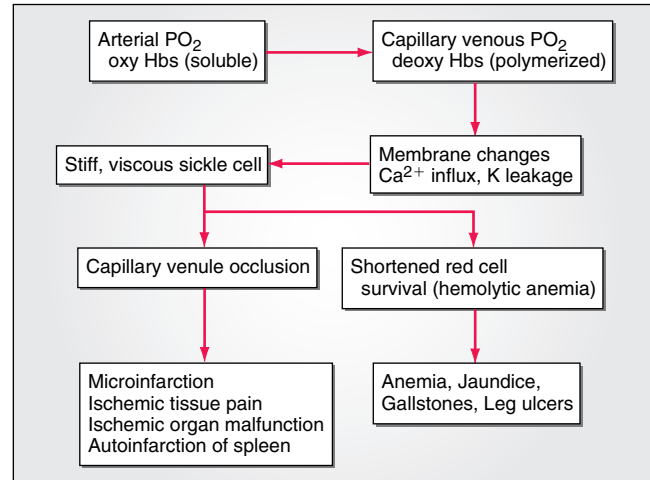 Arterial PO₂
oxy Hbs (soluble)
Capillary venous PO₂
deoxy Hbs (polymerized)
Membrane changes
Ca²⁺ influx, K leakage
Stiff, viscous sickle cell
Capillary venule occlusion
Shortened red cell
survival (hemolytic anemia)
Microinfarction
Ischemic tissue pain
Ischemic organ malfunction
Autoinfarction of spleen
Anemia, Jaundice,
Gallstones, Leg ulcers